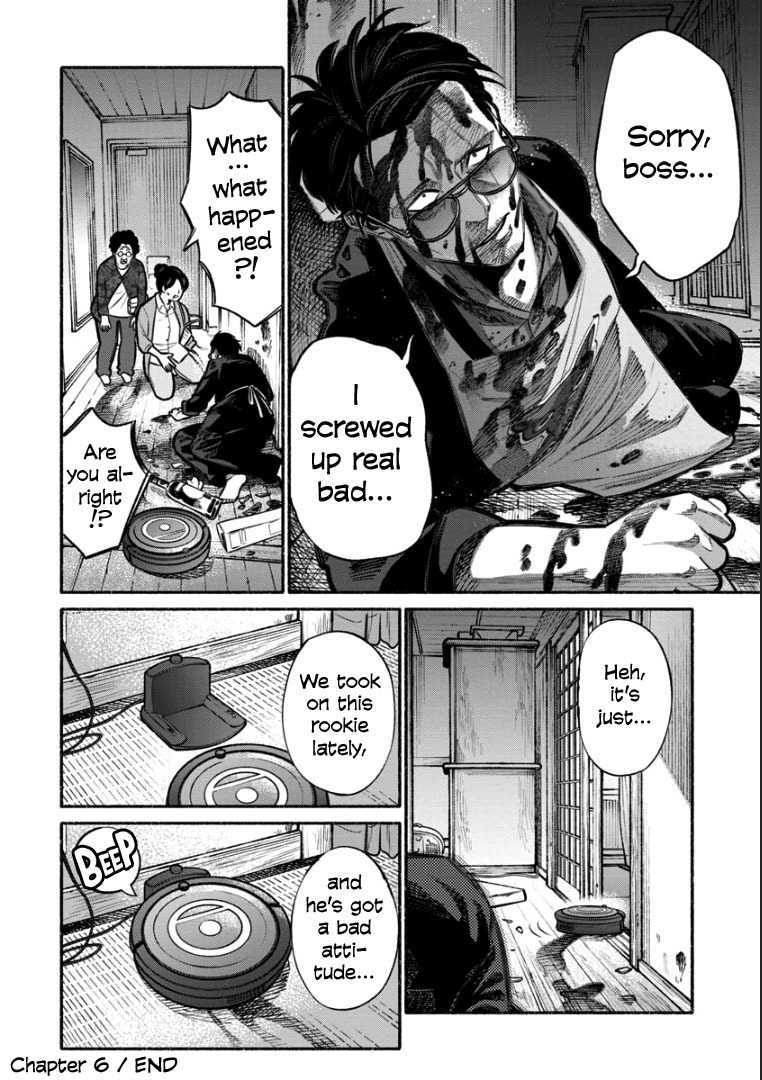 Sorry,
boss...
I
screwed
up real
bad...
What
...
what
happ-
ened
?!
Are
you al-
right
!?
Heh,
it's
just...
We took
on this
rookie
lately,
BEEP
and
he's got
a bad
atti-
tude...
Chapter 6 / END